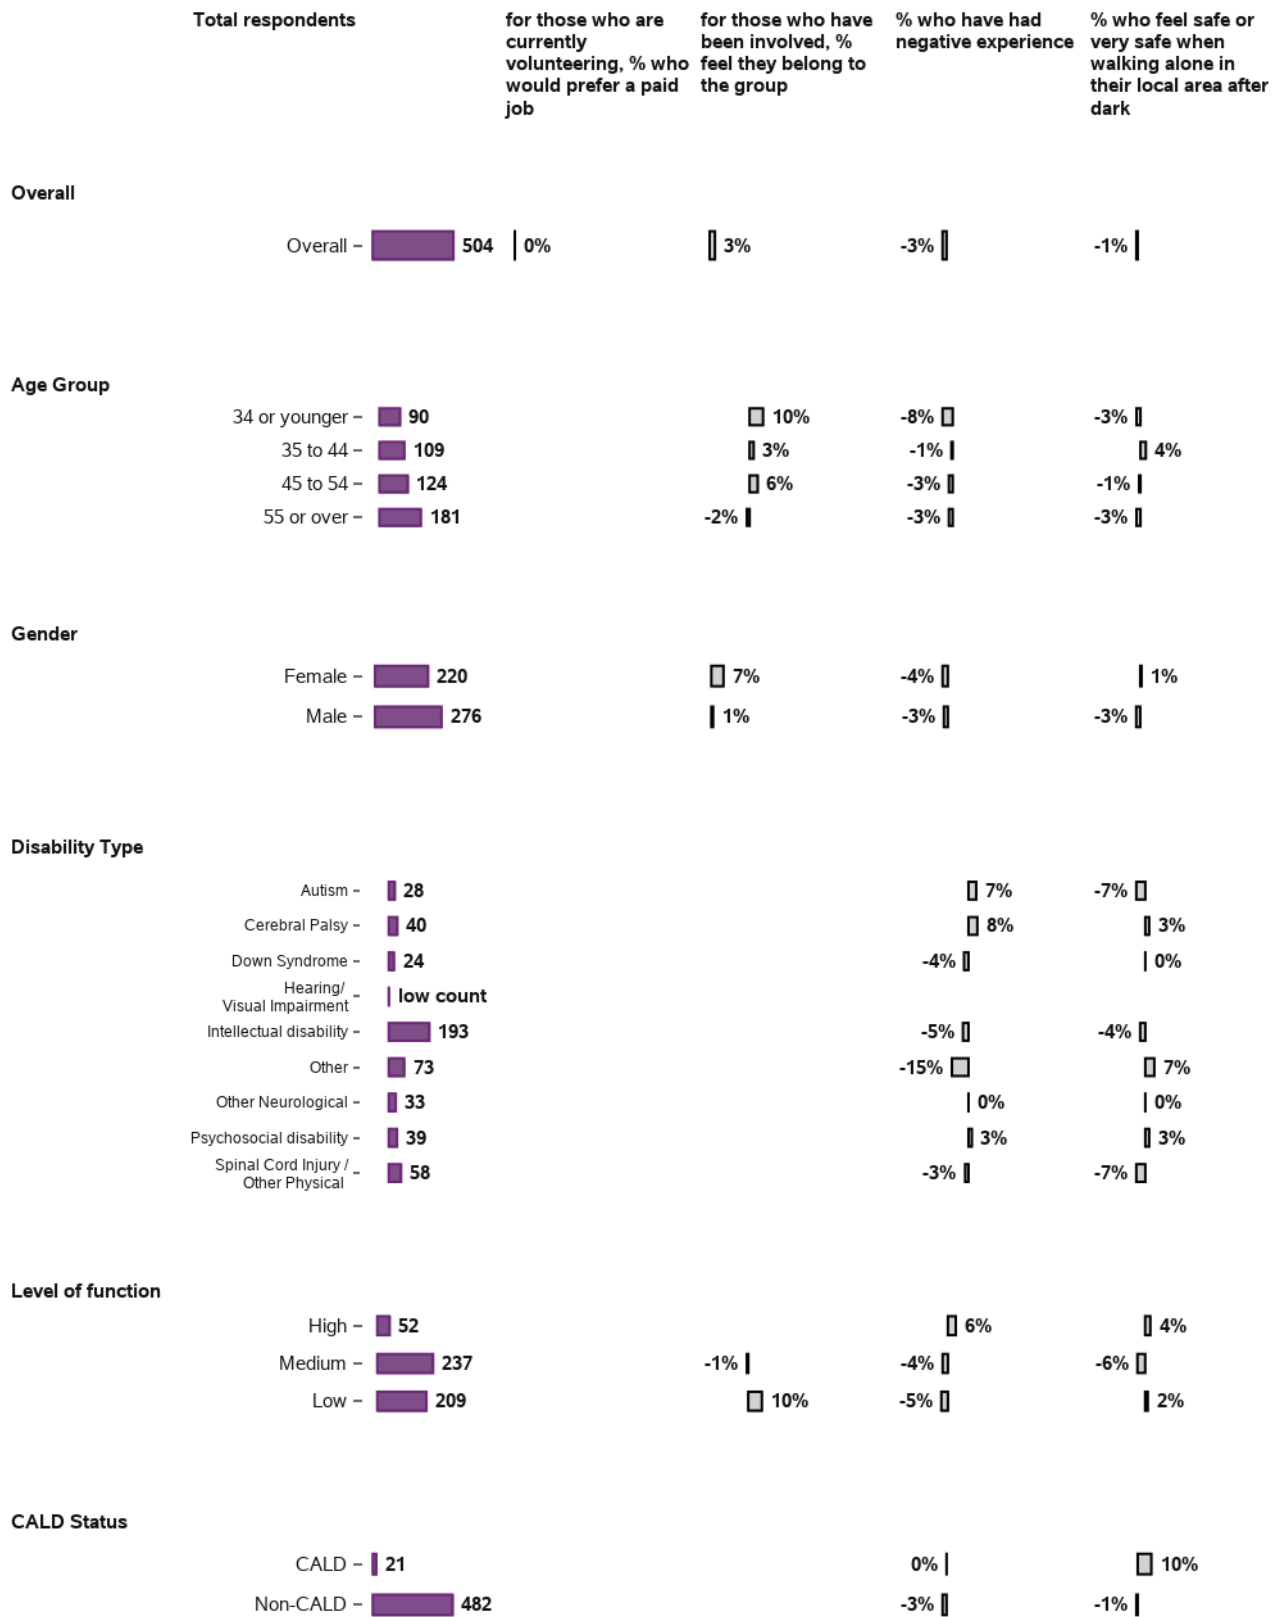 Total respondents
for those who are
currently
volunteering, % who
would prefer a paid
job
for those who have
been involved, %
feel they belong to
the group
% who have had
negative experience
% who feel safe or
very safe when
walking alone in
their local area after
dark
Overall
Overall 504 0% 3% -3% -1%
Age Group
34 or younger 90 10% -8% -3%
35 to 44 109 3% -1% 4%
45 to 54 124 6% -3% -1%
55 or over 181 -2% -3% -3%
Gender
Female 220 7% -4% 1%
Male 276 1% -3% -3%
Disability Type
Autism 28 7% -7%
Cerebral Palsy 40 8% 3%
Down Syndrome 24 -4% 0%
Hearing/
Visual Impairment low count
Intellectual disability 193 -5% -4%
Other 73 -15% 7%
Other Neurological 33 0% 0%
Psychosocial disability 39 3% 3%
Spinal Cord Injury /
Other Physical 58 -3% -7%
Level of function
High 52 6% 4%
Medium 237 -1% -4% -6%
Low 209 10% -5% 2%
CALD Status
CALD 21 0% 10%
Non-CALD 482 -3% -1%